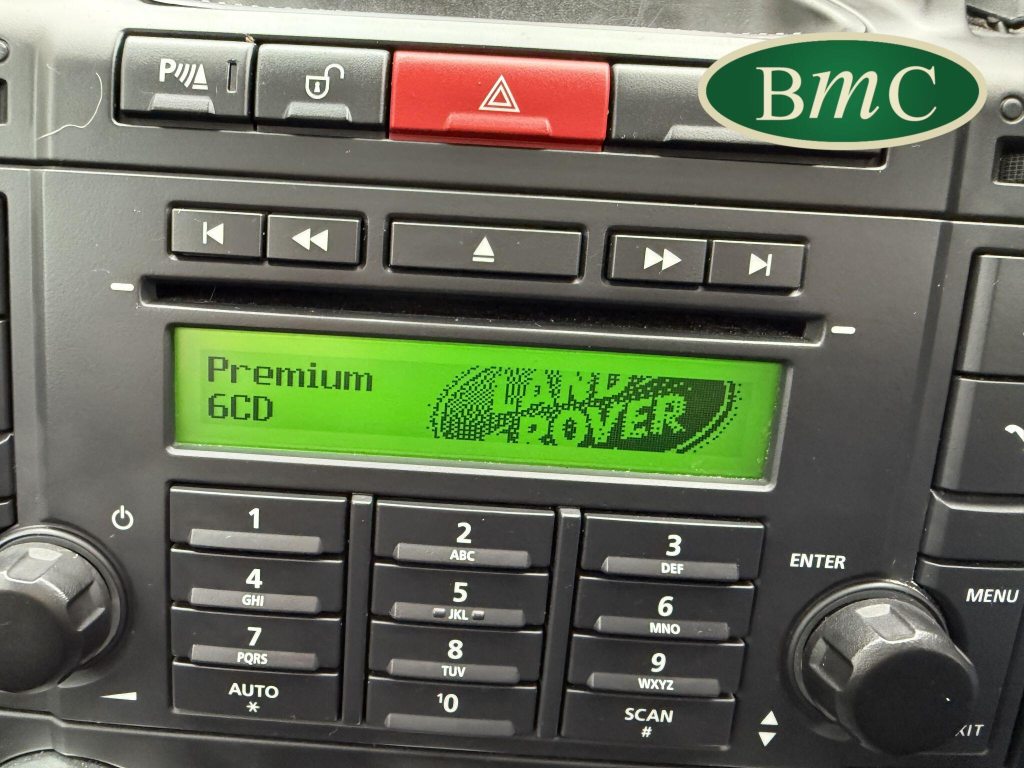 P
BmC
Premium
6CD
LAND
ROVER
1
2
ABC
3
DEF
ENTER
4
GHI
5
JKL
6
MNO
MENU
7
PQRS
8
TUV
9
WXYZ
AUTO
*
10
SCAN
#